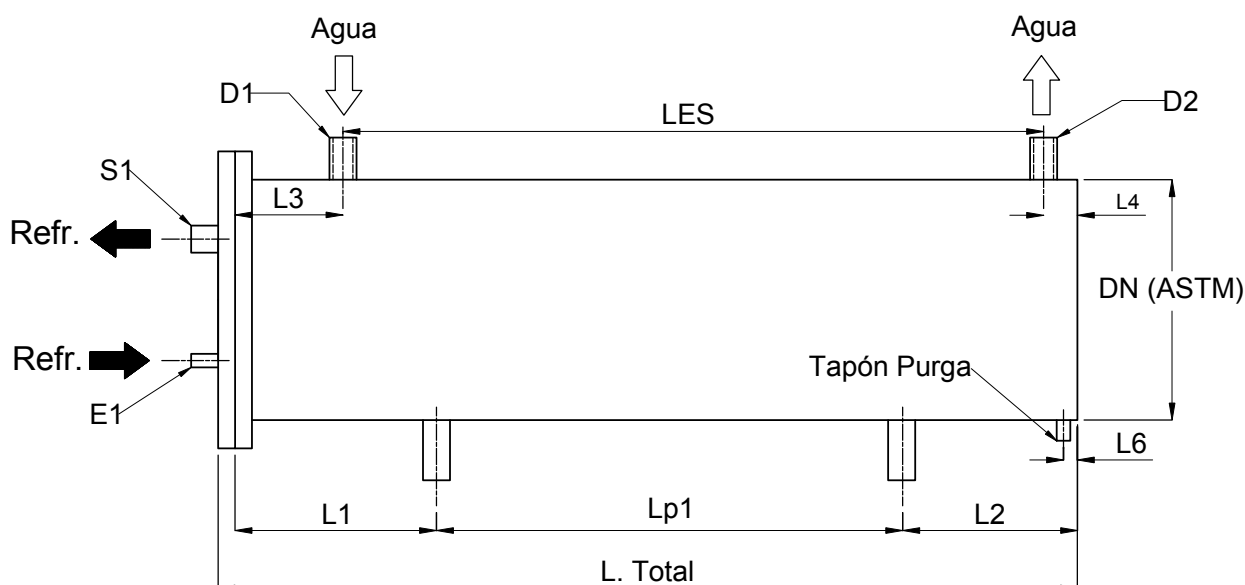 Agua
Agua
D1
LES
D2
S1
L3
L4
Refr.
DN (ASTM)
Refr.
Tapón Purga
E1
L6
L1
Lp1
L2
L. Total